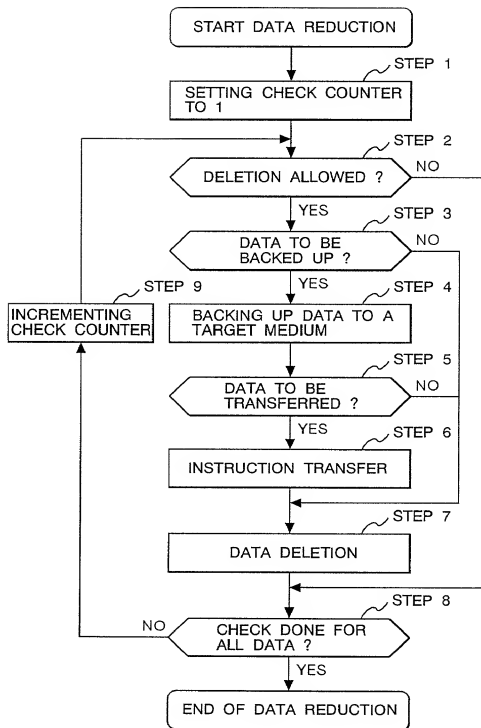 START DATA REDUCTION
STEP 1
SETTING CHECK COUNTER
TO 1
STEP 2
DELETION ALLOWED ?
NO
YES
STEP 3
DATA TO BE
BACKED UP ?
NO
YES
STEP 9
INCREMENTING
CHECK COUNTER
STEP 4
BACKING UP DATA TO A
TARGET MEDIUM
STEP 5
DATA TO BE
TRANSFERRED ?
NO
YES
STEP 6
INSTRUCTION TRANSFER
STEP 7
DATA DELETION
STEP 8
NO
CHECK DONE FOR
ALL DATA ?
YES
END OF DATA REDUCTION